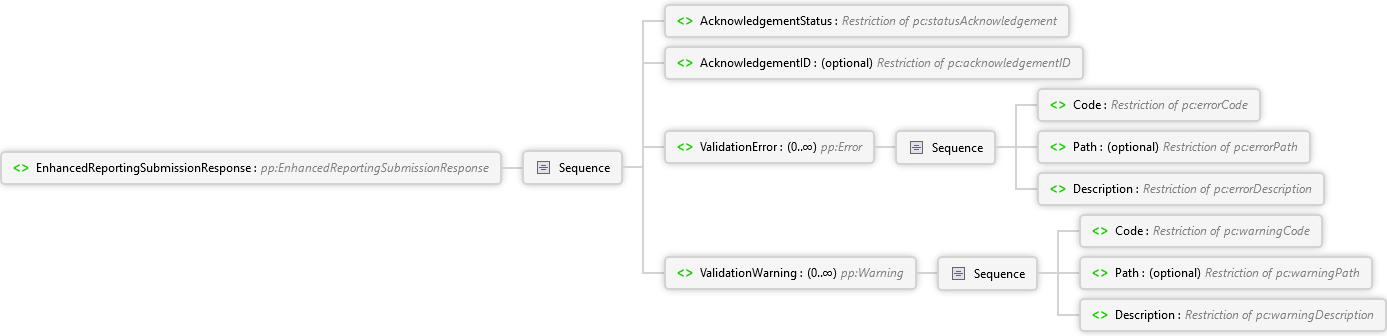 <> AcknowledgementStatus : Restriction of pc:statusAcknowledgement
<> AcknowledgementID : (optional) Restriction of pc:acknowledgementID
<> Code : Restriction of pc:errorCode
<> EnhancedReportingSubmissionResponse : pp:EnhancedReportingSubmissionResponse
Sequence
<> ValidationError : (0..∞) pp:Error
Sequence
<> Path : (optional) Restriction of pc:errorPath
<> Description : Restriction of pc:errorDescription
<> Code : Restriction of pc:warningCode
<> ValidationWarning : (0..∞) pp:Warning
Sequence
<> Path : (optional) Restriction of pc:warningPath
<> Description : Restriction of pc:warningDescription